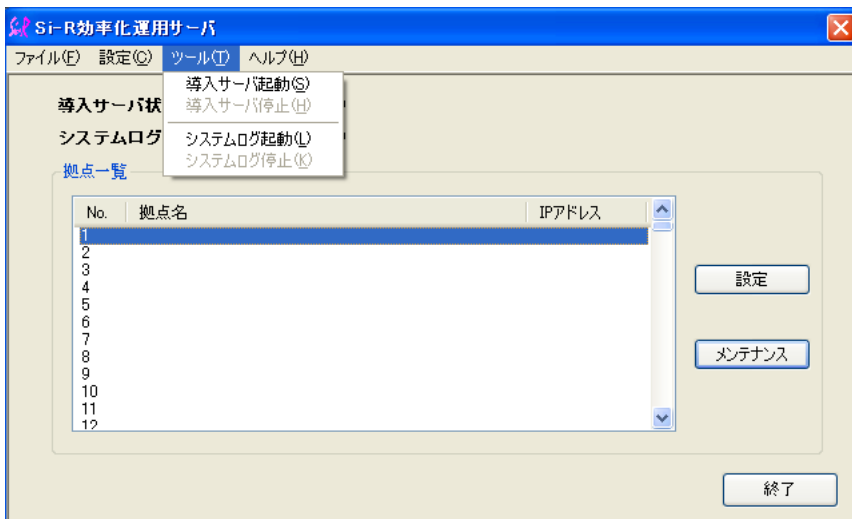 Si-R効率化運用サーバ
ファイル(F) 設定(C) ツール(T) ヘルプ(H)
導入サーバ起動(S)
導入サーバ停止(H)
システムログ起動(L)
システムログ停止(K)
導入サーバ状
システムログ
拠点一覧
No. 拠点名 IPアドレス
1
2
3
4
5
6
7
8
9
10
11
12
設定
メンテナンス
終了